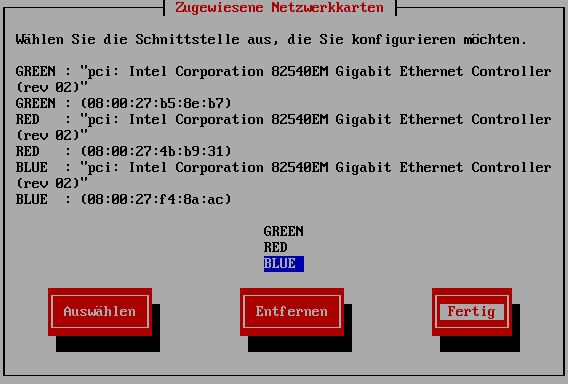 Zugewiesene Netzwerkkarten
Wählen Sie die Schnittstelle aus, die Sie konfigurieren möchten.
GREEN : "pci: Intel Corporation 82540EM Gigabit Ethernet Controller
(rev 02)"
GREEN : (08:00:27:b5:8e:b7)
RED   : "pci: Intel Corporation 82540EM Gigabit Ethernet Controller
(rev 02)"
RED   : (08:00:27:4b:b9:31)
BLUE  : "pci: Intel Corporation 82540EM Gigabit Ethernet Controller
(rev 02)"
BLUE  : (08:00:27:f4:8a:ac)
GREEN
RED
BLUE
Auswählen Entfernen Fertig